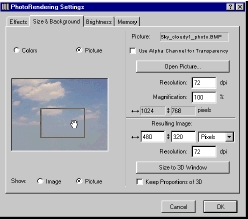 PhotoRendering Settings
Effects Size & Background Brightness Memory
Colors Picture
Picture: Sky_cloudy1_photo.BMP
Use Alpha Channel for Transparency
Open Picture...
Resolution: 72 dpi
Magnification: 100 %
1024 768 pixels
Resulting Image:
480 320 Pixels
Resolution: 72 dpi
Size to 3D Window
Show: Image Picture
Keep Proportions of 3D
Cancel OK